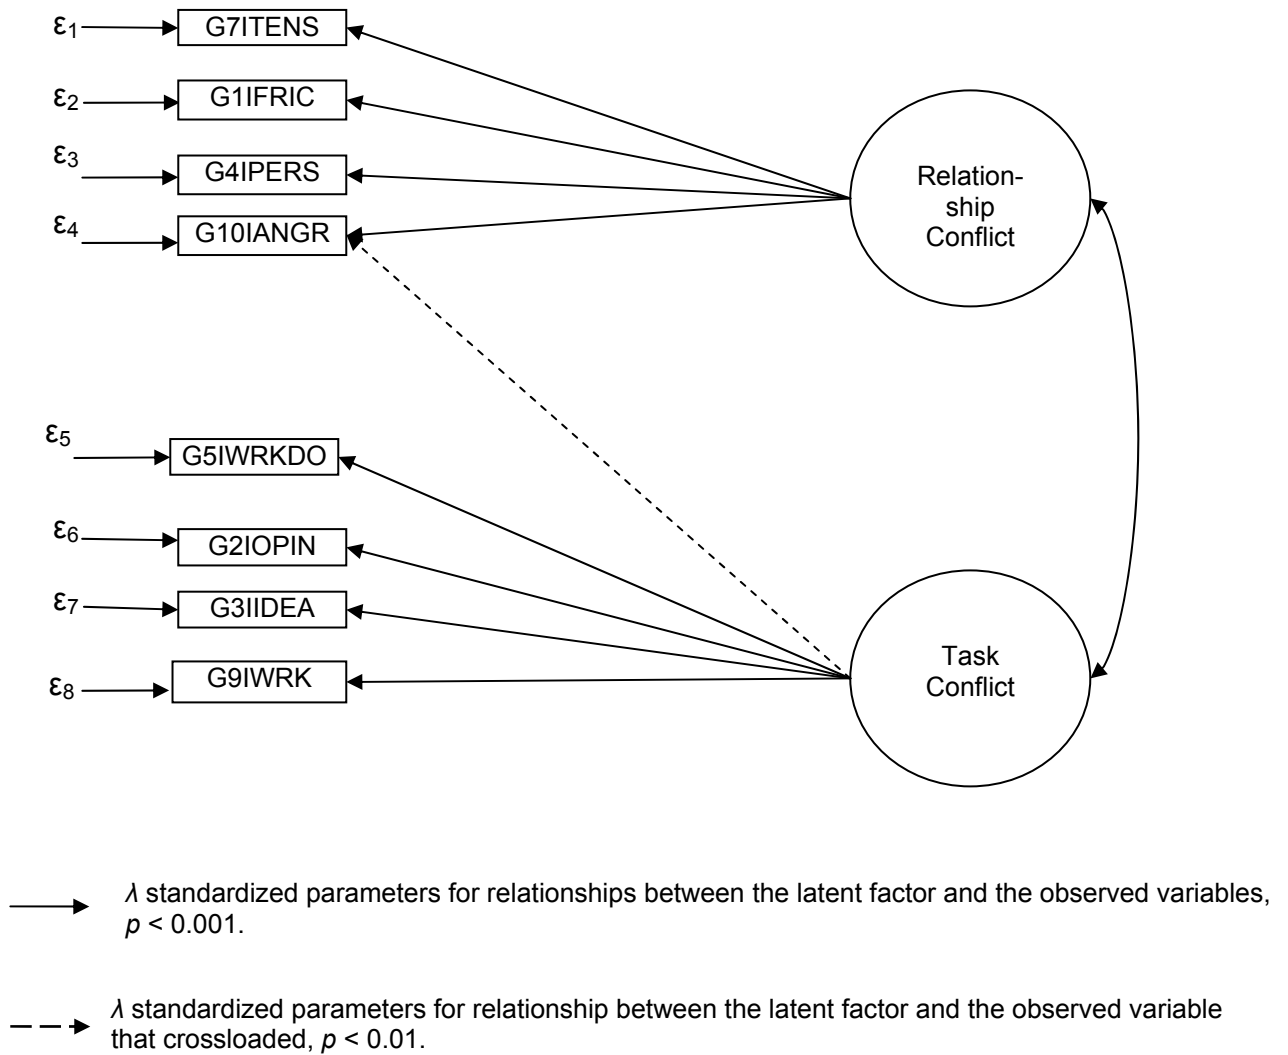 ε1
G7ITENS
ε2
G1IFRIC
ε3
G4IPERS
ε4
G10IANGR
Relation-
ship
Conflict
ε5
G5IWRKDO
ε6
G2IOPIN
ε7
G3IIDEA
ε8
G9IWRK
Task
Conflict
λ standardized parameters for relationships between the latent factor and the observed variables,
p < 0.001.
λ standardized parameters for relationship between the latent factor and the observed variable
that crossloaded, p < 0.01.